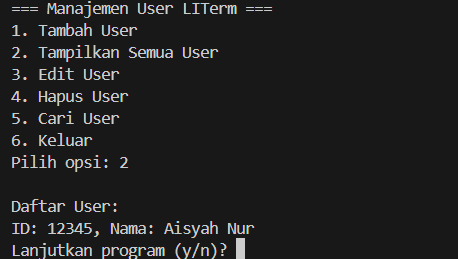 === Manajemen User LITerm ===
1. Tambah User
2. Tampilkan Semua User
3. Edit User
4. Hapus User
5. Cari User
6. Keluar
Pilih opsi: 2
Daftar User:
ID: 12345, Nama: Aisyah Nur
Lanjutkan program (y/n)?